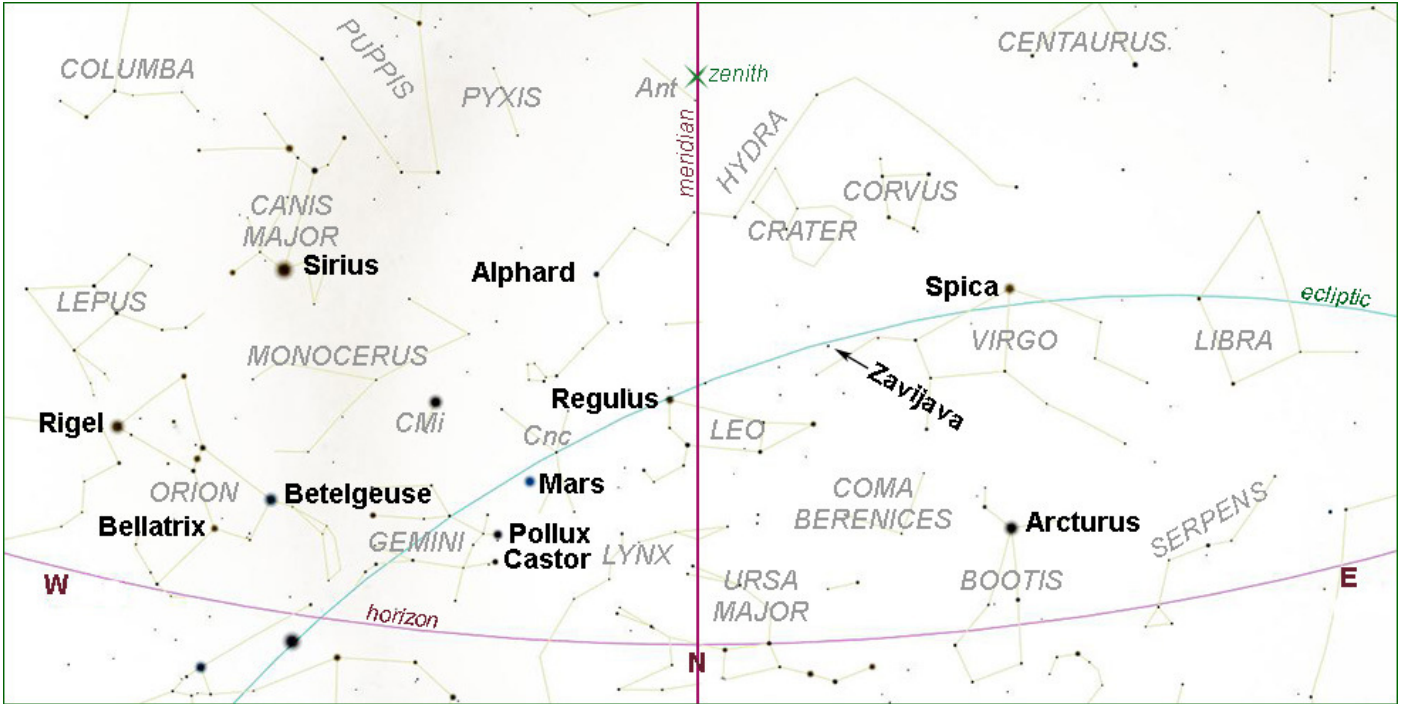 COLUMBA
PUPPIS
PYXIS
Ant
zenith
meridian
CENTAURUS
HYDRA
CORVUS
CRATER
CANIS
MAJOR
Sirius
Alphard
LEPUS
Spica
ecliptic
MONOCERUS
VIRGO
LIBRA
Zavijava
Regulus
Rigel
CMi
Cnc
LEO
Mars
ORION
Betelgeuse
COMA
BERENICES
Bellatrix
GEMINI
Pollux
Castor
LYNX
Arcturus
SERPENS
W
URSA
MAJOR
BOOTIS
E
horizon
N